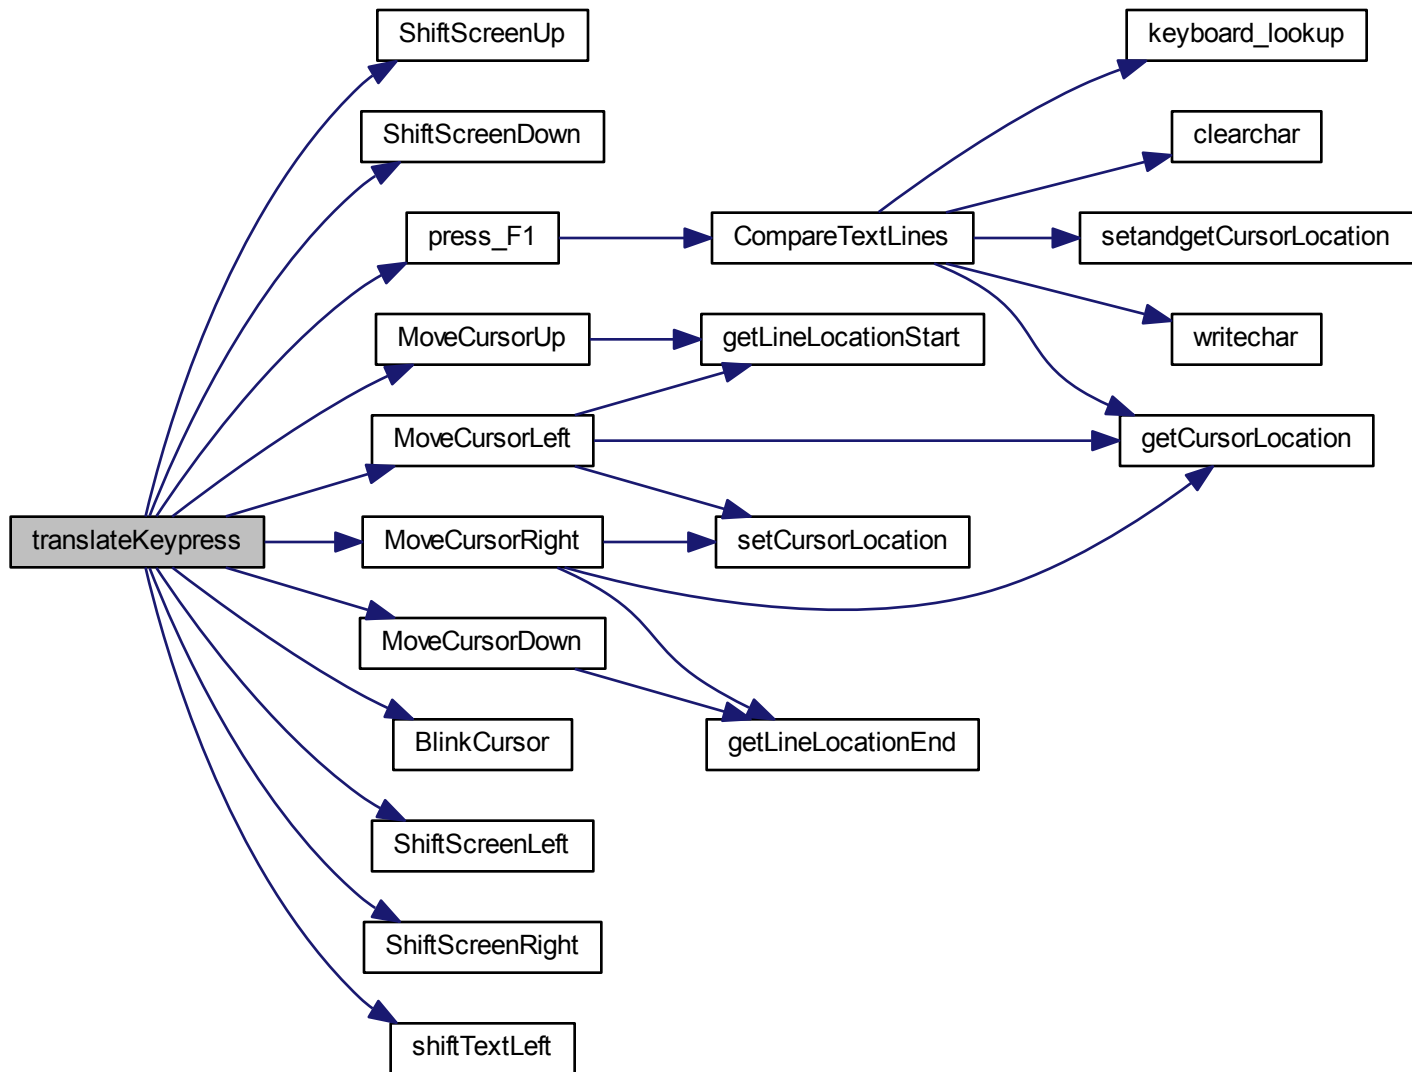 ShiftScreenUp
keyboard_lookup
ShiftScreenDown
clearchar
press_F1
CompareTextLines
setandgetCursorLocation
MoveCursorUp
getLineLocationStart
writechar
MoveCursorLeft
getCursorLocation
translateKeypress
MoveCursorRight
setCursorLocation
MoveCursorDown
BlinkCursor
getLineLocationEnd
ShiftScreenLeft
ShiftScreenRight
shiftTextLeft